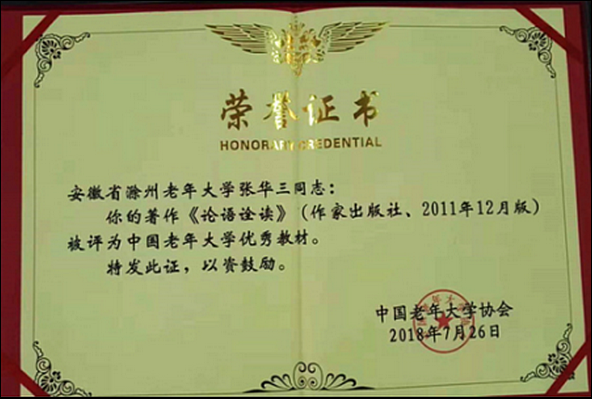 荣誉证书
HONORARY CREDENTIAL
安徽省滁州老年大学张华三同志：
你的著作《论语诠读》（作家出版社、2011年12月版）
被评为中国老年大学优秀教材。
特发此证，以资鼓励。
中国老年大学协会
2018年7月26日